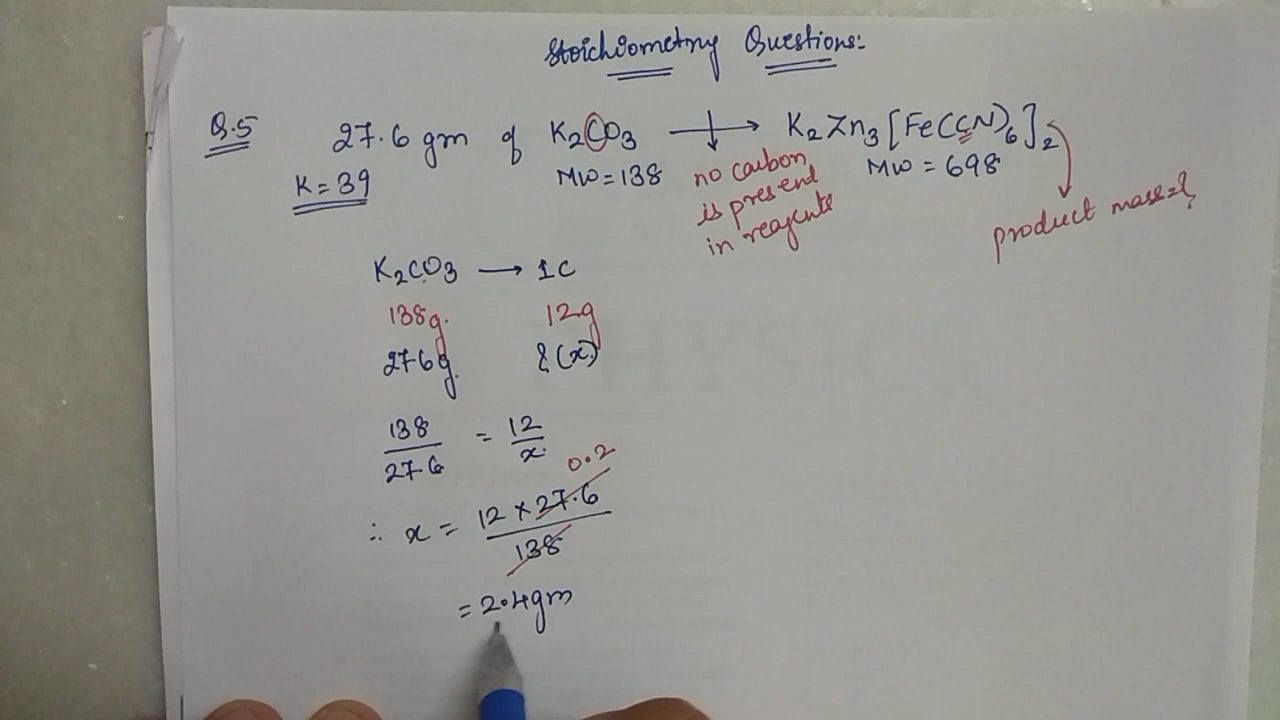 Stoichiometry Questions:
Q.5 27.6 gm of K₂CO₃ ⟶ K₂Zn₃[Fe(CN)₆]₂
K = 39 MW = 138 no carbon is present in reagents MW = 698 product mass = ?
K₂CO₃ ⟶ 1C
138g. 12g
27.6g. ?(x)
138/27.6 = 12/x.
0.2
∴ x = 12 × 27.6 / 138
= 2.4gm
PHYSICS